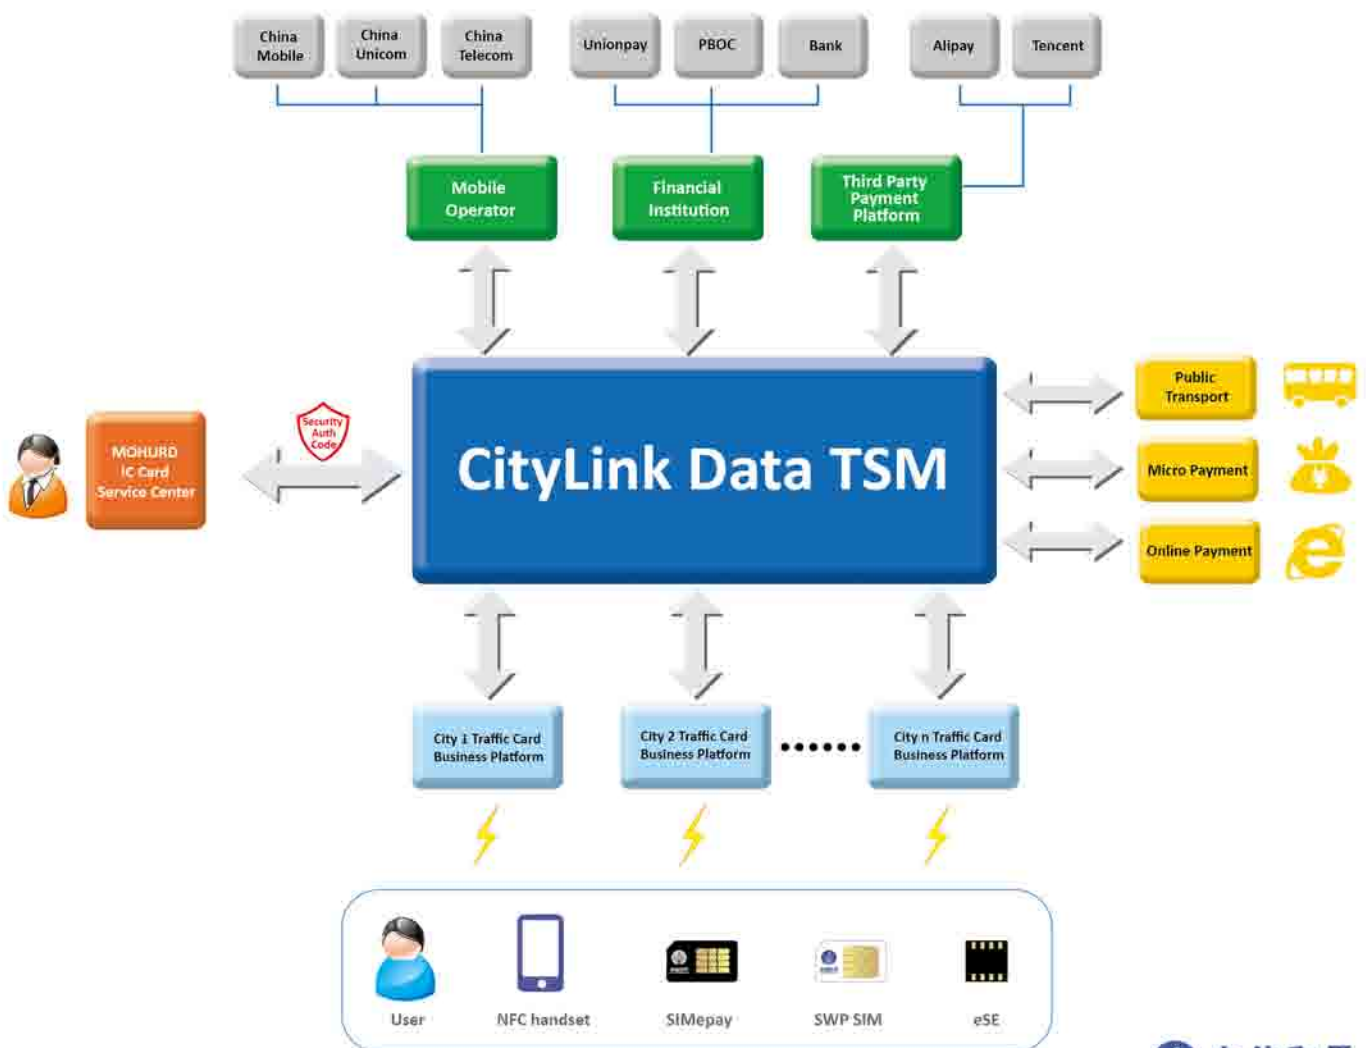 China
Mobile
China
Unicom
China
Telecom
Unionpay
PBOC
Bank
Alipay
Tencent
Mobile
Operator
Financial
Institution
Third Party
Payment
Platform
Security
Auth
Code
MOHURD
IC Card
Service Center
CityLink Data TSM
Public
Transport
Micro Payment
Online Payment
City 1 Traffic Card
Business Platform
City 2 Traffic Card
Business Platform
City n Traffic Card
Business Platform
User
NFC handset
SIMepay
SWP SIM
eSE